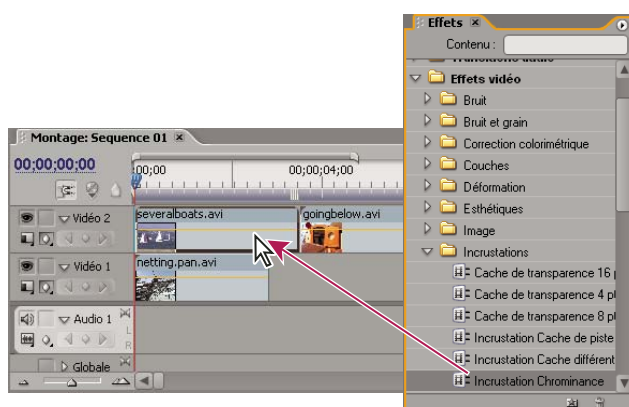 Effets
Contenu :
Effets vidéo
Bruit
Bruit et grain
Correction colorimétrique
Couches
Déformation
Esthétiques
Image
Incrustations
Cache de transparence 16
Cache de transparence 4
Cache de transparence 8
Incrustation Cache de piste
Incrustation Cache
Incrustation Chrominance
Montage: Sequence 01
00;00;00;00
;00;00
00;00;04;00
Vidéo 2
severalboats.avi
goingbelow.avi
Vidéo 1
netting.pan.avi
Audio 1
L
R
Globale